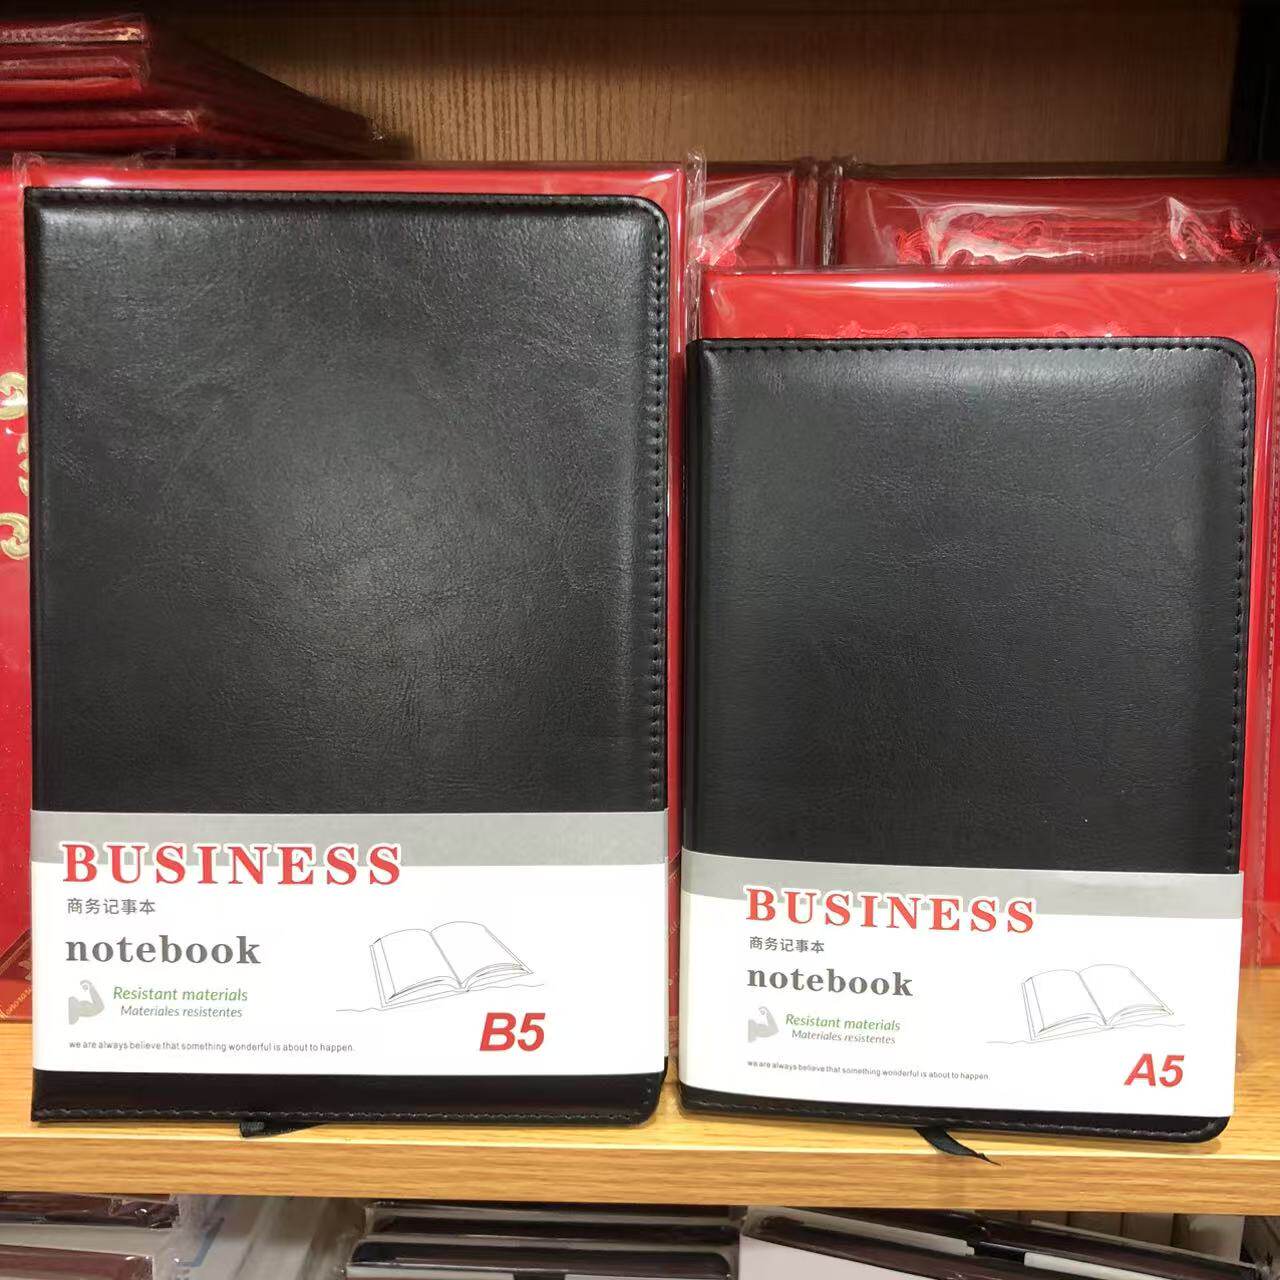 BUSINESS
商务记事本
notebook
Resistant materials
Materiales resistentes
we are always believe that something wonderful is about to happen.
B5
BUSINESS
商务记事本
notebook
Resistant materials
Materiales resistentes
we are always believe that something wonderful is about to happen.
A5